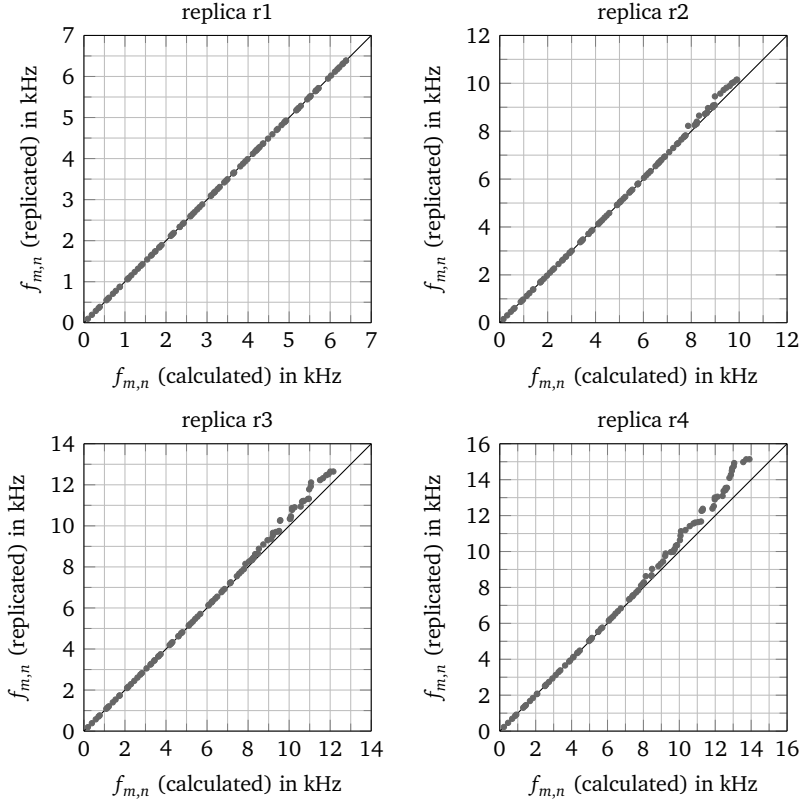 replica r1
7
6
5
4
3
2
1
0
0 1 2 3 4 5 6 7
f_{m,n} (replicated) in kHz
f_{m,n} (calculated) in kHz
replica r2
12
10
8
6
4
2
0
0 2 4 6 8 10 12
f_{m,n} (replicated) in kHz
f_{m,n} (calculated) in kHz
replica r3
14
12
10
8
6
4
2
0
0 2 4 6 8 10 12 14
f_{m,n} (replicated) in kHz
f_{m,n} (calculated) in kHz
replica r4
16
14
12
10
8
6
4
2
0
0 2 4 6 8 10 12 14 16
f_{m,n} (replicated) in kHz
f_{m,n} (calculated) in kHz